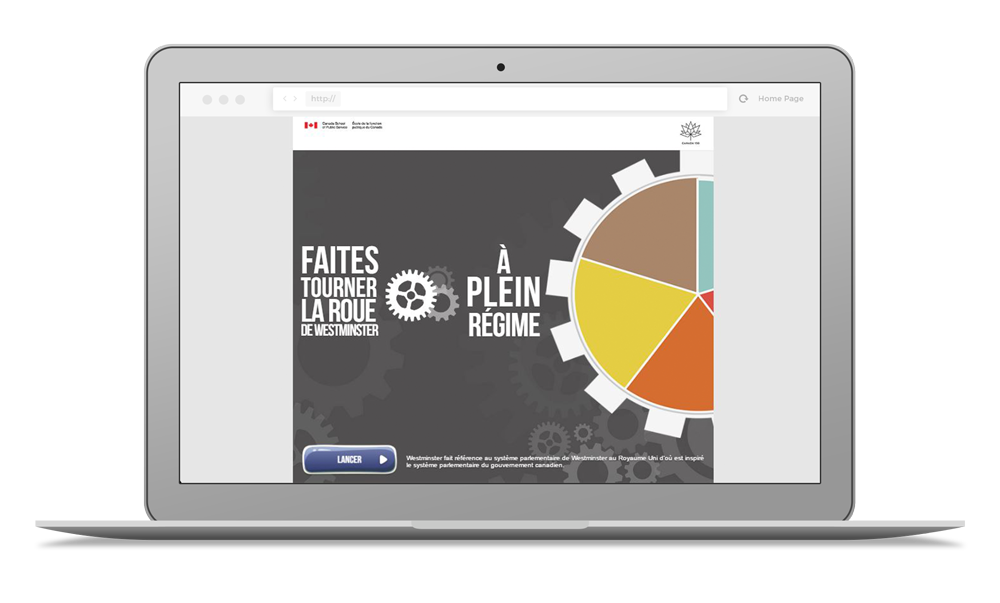 http://
Home Page
Canada School
of Public Service
École de la fonction
publique du Canada
FAITES
TOURNER
LA ROUE
DE WESTMINSTER
À
PLEIN
RÉGIME
LANCER
Westminster fait référence au système parlementaire de Westminster au Royaume Uni d'où est inspiré
le système parlementaire du gouvernement canadien.